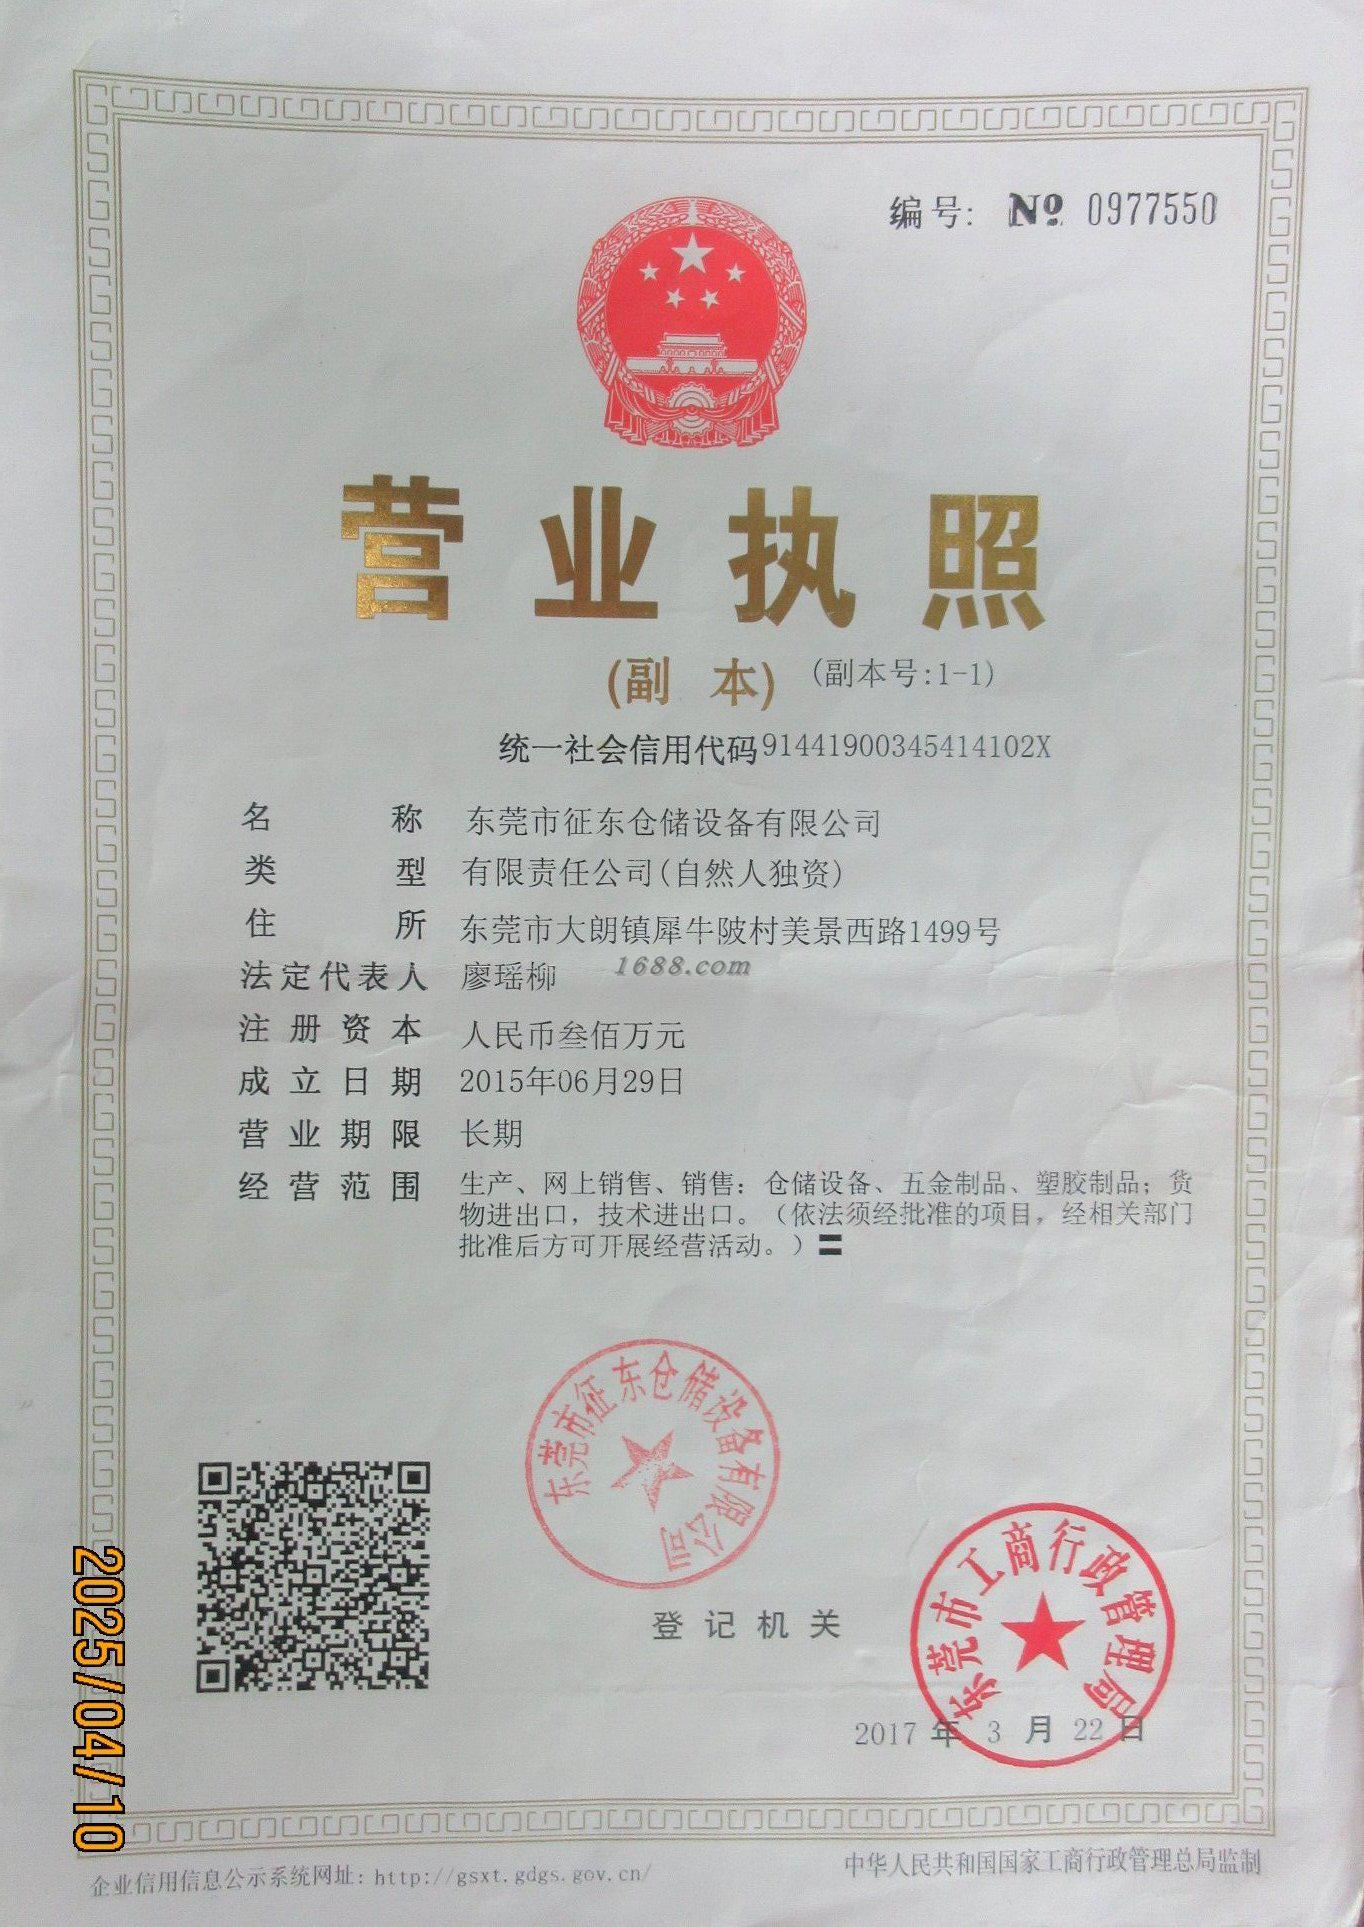 编号: № 0977550
营业执照
(副 本) (副本号:1-1)
统一社会信用代码91441900345414102X
名称 东莞市征东仓储设备有限公司
类型 有限责任公司(自然人独资)
住所 东莞市大朗镇犀牛陂村美景西路1499号
法定代表人 廖瑶柳
1688.com
注册资本 人民币叁佰万元
成立日期 2015年06月29日
营业期限 长期
经营范围 生产、网上销售、销售：仓储设备、五金制品、塑胶制品；货
物进出口，技术进出口。（依法须经批准的项目，经相关部门
批准后方可开展经营活动。）〓
东莞市征东仓储设备有限公司
登记机关
东莞市工商行政管理局
2017 年 3 月 22 日
2025/04/10
企业信用信息公示系统网址: http://gsxt.gdgs.gov.cn/
中华人民共和国国家工商行政管理总局监制